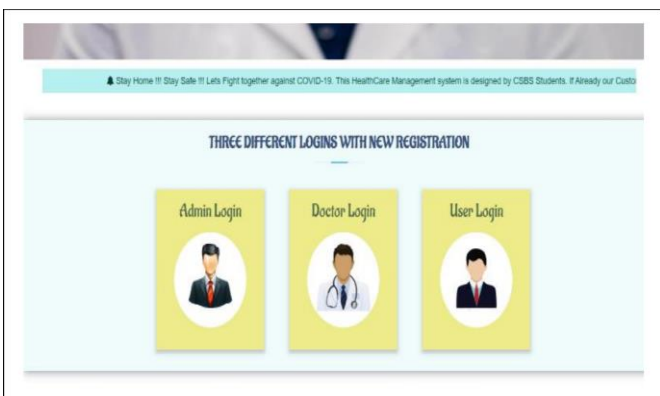 Stay Home !!! Stay Safe !!! Lets Fight together against COVID-19. This HealthCare Management system is designed by CSBS Students. If Already our Custo
THREE DIFFERENT LOGINS WITH NEW REGISTRATION
Admin Login Doctor Login User Login